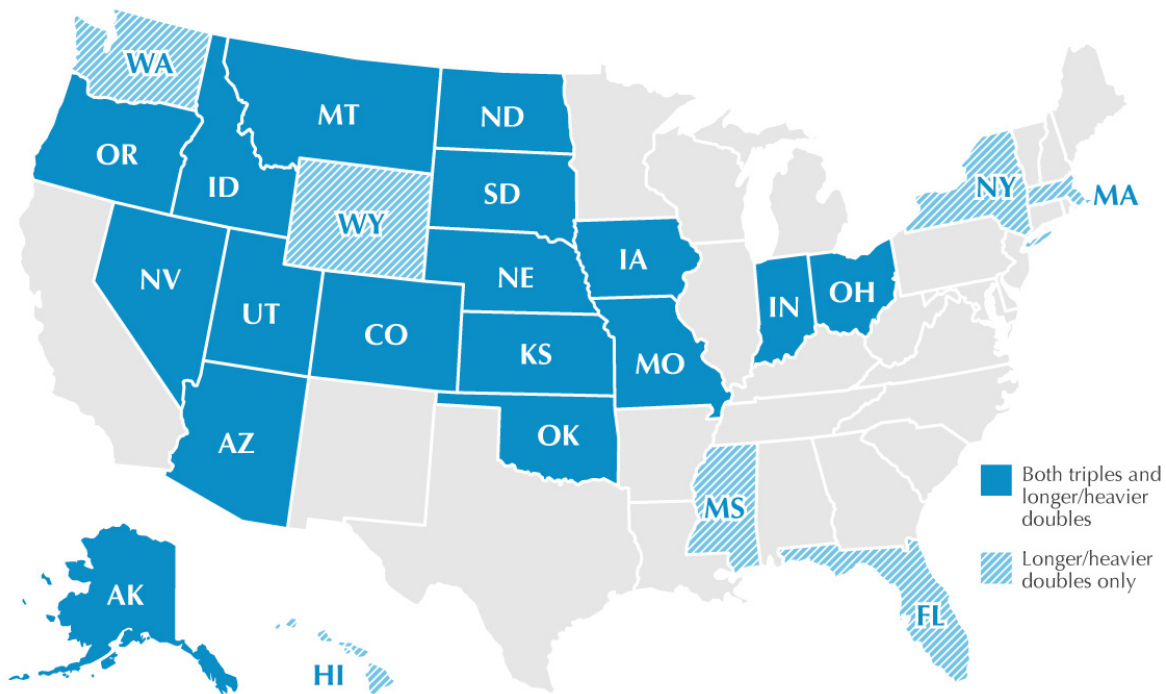 WA
MT
ND
OR
ID
SD
WY
NY
MA
IA
NE
NV
UT
CO
IN
OH
KS
MO
AZ
OK
Both triples and
longer/heavier
doubles
MS
Longer/heavier
doubles only
AK
FL
HI